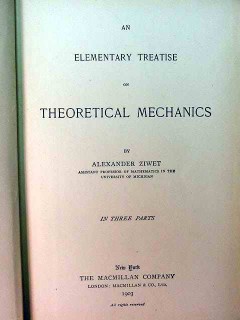 AN
ELEMENTARY TREATISE
ON
THEORETICAL MECHANICS
BY
ALEXANDER ZIWET
ASSISTANT PROFESSOR OF MATHEMATICS IN THE
UNIVERSITY OF MICHIGAN
IN THREE PARTS
New York
THE MACMILLAN COMPANY
LONDON: MACMILLAN & CO., LTD.
1903
All rights reserved